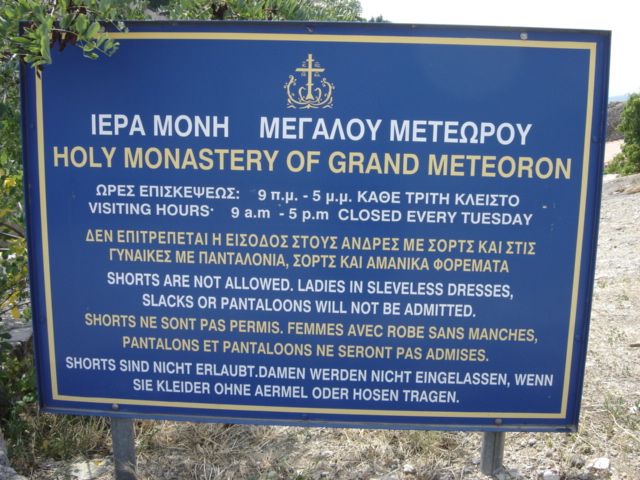 ΙΕΡΑ ΜΟΝΗ ΜΕΓΑΛΟΥ ΜΕΤΕΩΡΟΥ
HOLY MONASTERY OF GRAND METEORON
ΩΡΕΣ ΕΠΙΣΚΕΨΕΩΣ: 9 π.μ. - 5 μ.μ. ΚΑΘΕ ΤΡΙΤΗ ΚΛΕΙΣΤΟ
VISITING HOURS· 9 a.m - 5 p.m CLOSED EVERY TUESDAY
ΔΕΝ ΕΠΙΤΡΕΠΕΤΑΙ Η ΕΙΣΟΔΟΣ ΣΤΟΥΣ ΑΝΔΡΕΣ ΜΕ ΣΟΡΤΣ ΚΑΙ ΣΤΙΣ
ΓΥΝΑΙΚΕΣ ΜΕ ΠΑΝΤΑΛΟΝΙΑ, ΣΟΡΤΣ ΚΑΙ ΑΜΑΝΙΚΑ ΦΟΡΕΜΑΤΑ
SHORTS ARE NOT ALLOWED. LADIES IN SLEVELESS DRESSES,
SLACKS OR PANTALOONS WILL NOT BE ADMITTED.
SHORTS NE SONT PAS PERMIS. FEMMES AVEC ROBE SANS MANCHES,
PANTALONS ET PANTALOONS NE SERONT PAS ADMISES.
SHORTS SIND NICHT ERLAUBT.DAMEN WERDEN NICHT EINGELASSEN, WENN
SIE KLEIDER OHNE AERMEL ODER HOSEN TRAGEN.